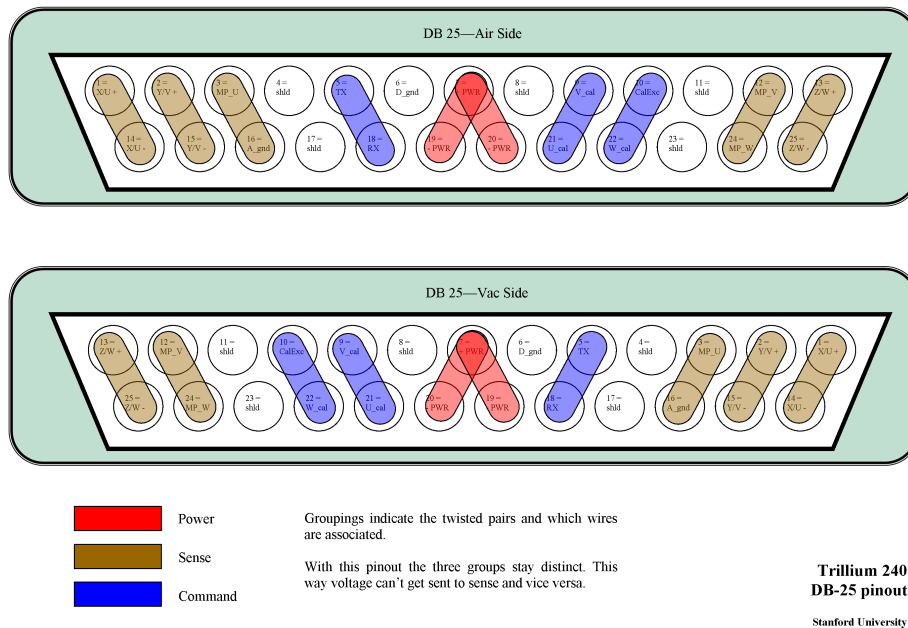 DB 25—Air Side
1 = X/U +
2 = Y/V +
3 = MP_U
4 = shld
5 = TX
6 = D_gnd
PWR
8 = shld
9 = V_cal
10 = CalExc
11 = shld
12 = MP_V
13 = Z/W +
14 = X/U -
15 = Y/V -
16 = A_gnd
17 = shld
18 = RX
19 = - PWR
20 = - PWR
21 = U_cal
22 = W_cal
23 = shld
24 = MP_W
25 = Z/W -
DB 25—Vac Side
13 = Z/W +
12 = MP_V
11 = shld
10 = CalExc
9 = V_cal
8 = shld
7 = + PWR
6 = D_gnd
5 = TX
4 = shld
3 = MP_U
2 = Y/V +
1 = X/U +
25 = Z/W -
24 = MP_W
23 = shld
22 = W_cal
21 = U_cal
20 = - PWR
19 = - PWR
18 = RX
17 = shld
16 = A_gnd
15 = Y/V -
14 = X/U -
Power
Sense
Command
Groupings indicate the twisted pairs and which wires
are associated.
With this pinout the three groups stay distinct. This
way voltage can't get sent to sense and vice versa.
Trillium 240
DB-25 pinout
Stanford University